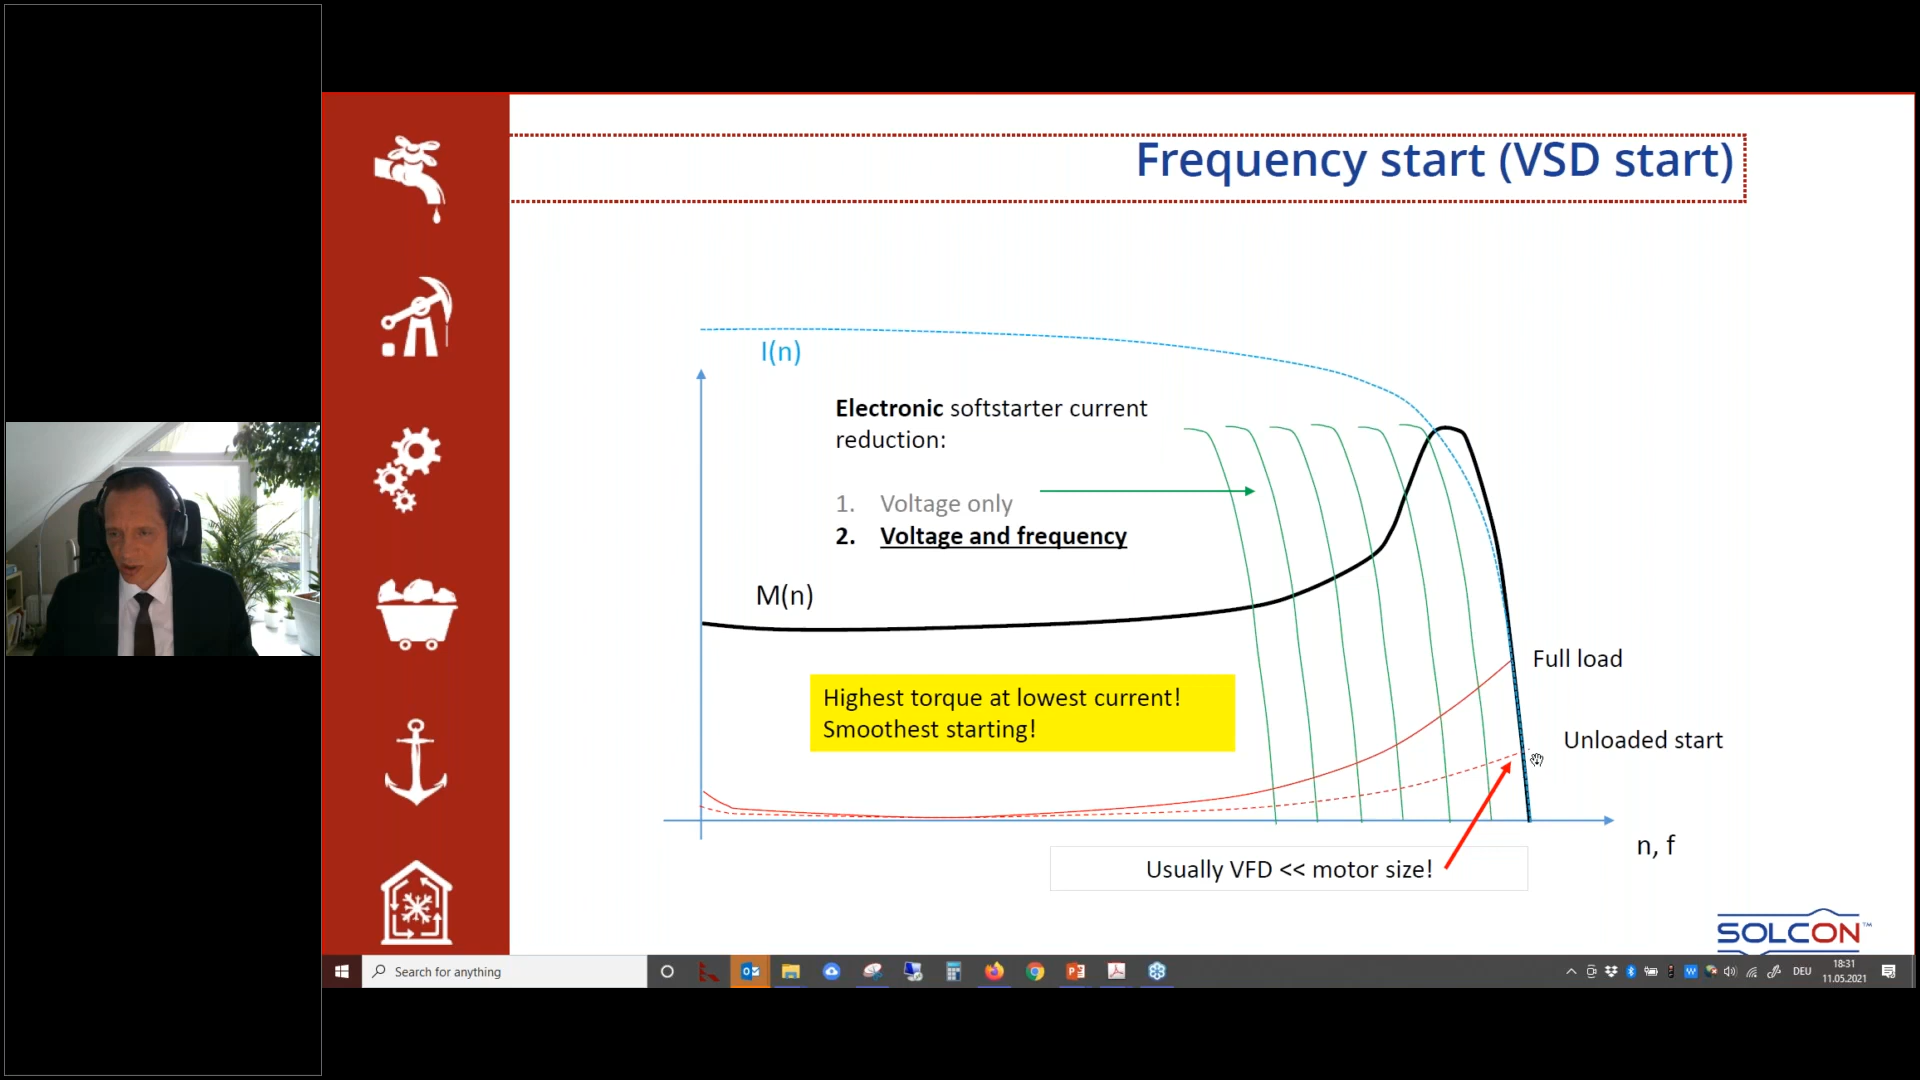 Frequency start (VSD start)
I(n)
Electronic softstarter current
reduction:
1. Voltage only
2. Voltage and frequency
M(n)
Highest torque at lowest current!
Smoothest starting!
Full load
Unloaded start
n, f
Usually VFD << motor size!
SOLCON™
Search for anything
DEU
18:31
11.05.2021